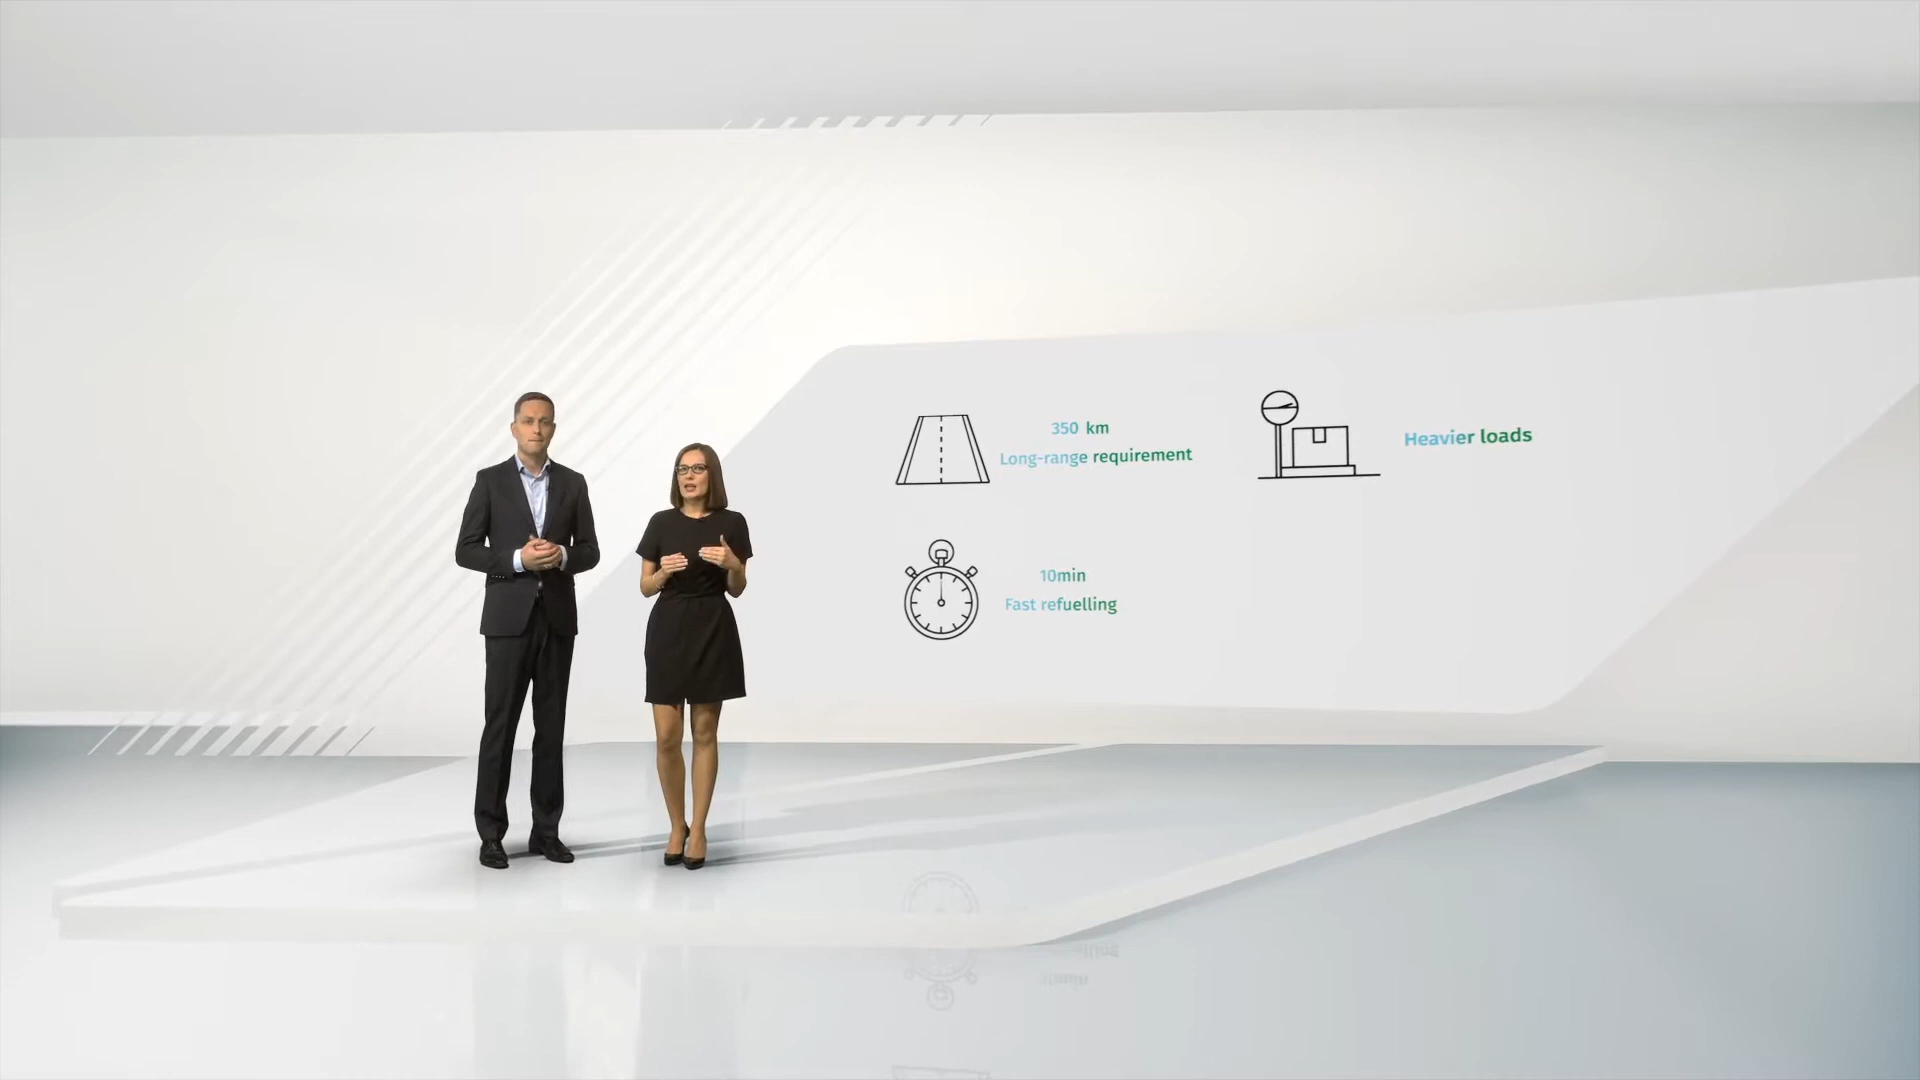 350 km
Long-range requirement
Heavier loads
10min
Fast refuelling